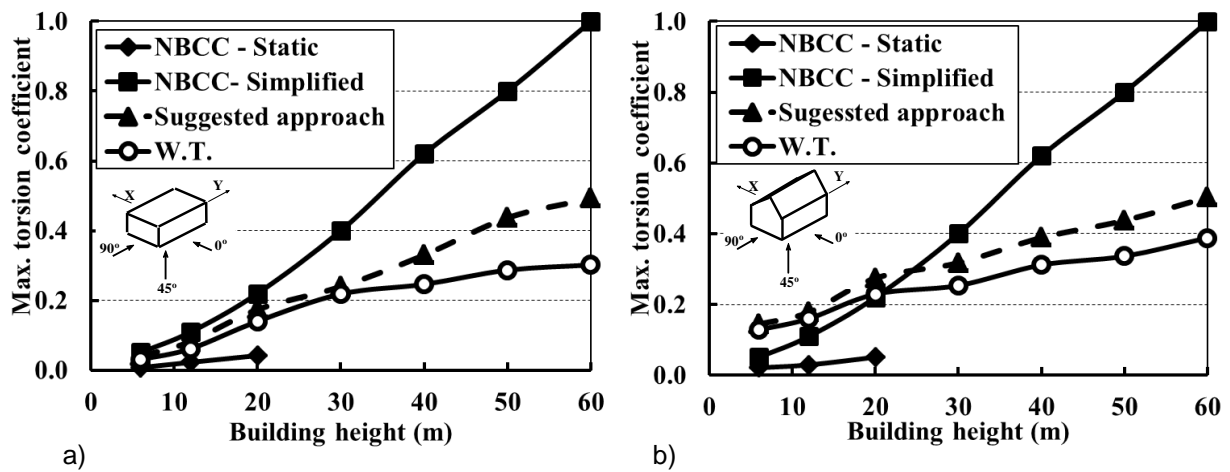 Max. torsion coefficient
1.0
0.8
0.6
0.4
0.2
0.0
NBCC - Static
NBCC- Simplified
Suggested approach
W.T.
X
Y
90º
0º
45º
0
10
20
30
40
50
60
Building height (m)
a)
Max. torsion coefficient
1.0
0.8
0.6
0.4
0.2
0.0
NBCC - Static
NBCC - Simplified
Sugessted approach
W.T.
X
Y
90º
0º
45º
0
10
20
30
40
50
60
Building height (m)
b)